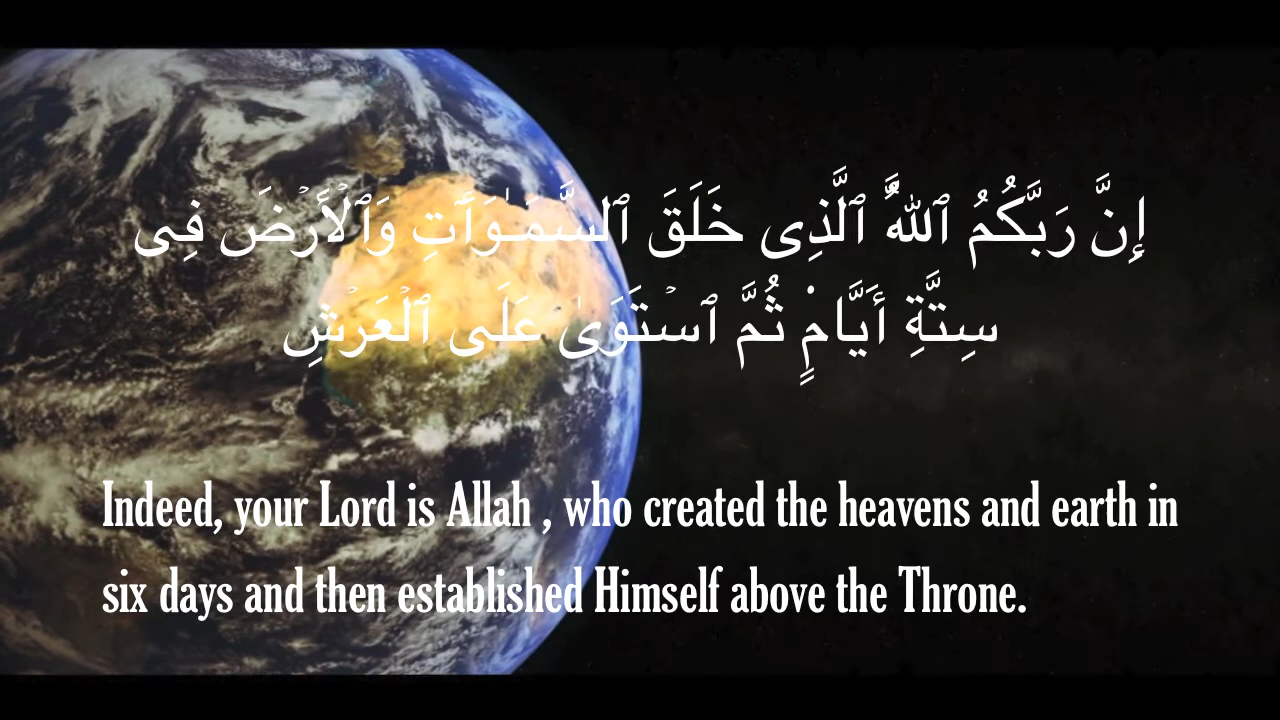 إِنَّ رَبَّكُمُ ٱللَّهُ ٱلَّذِى خَلَقَ ٱلسَّمَـٰوَٰتِ وَٱلْأَرْضَ فِى
سِتَّةِ أَيَّامٍ ثُمَّ ٱسْتَوَىٰ عَلَى ٱلْعَرْشِ
Indeed, your Lord is Allah , who created the heavens and earth in
six days and then established Himself above the Throne.